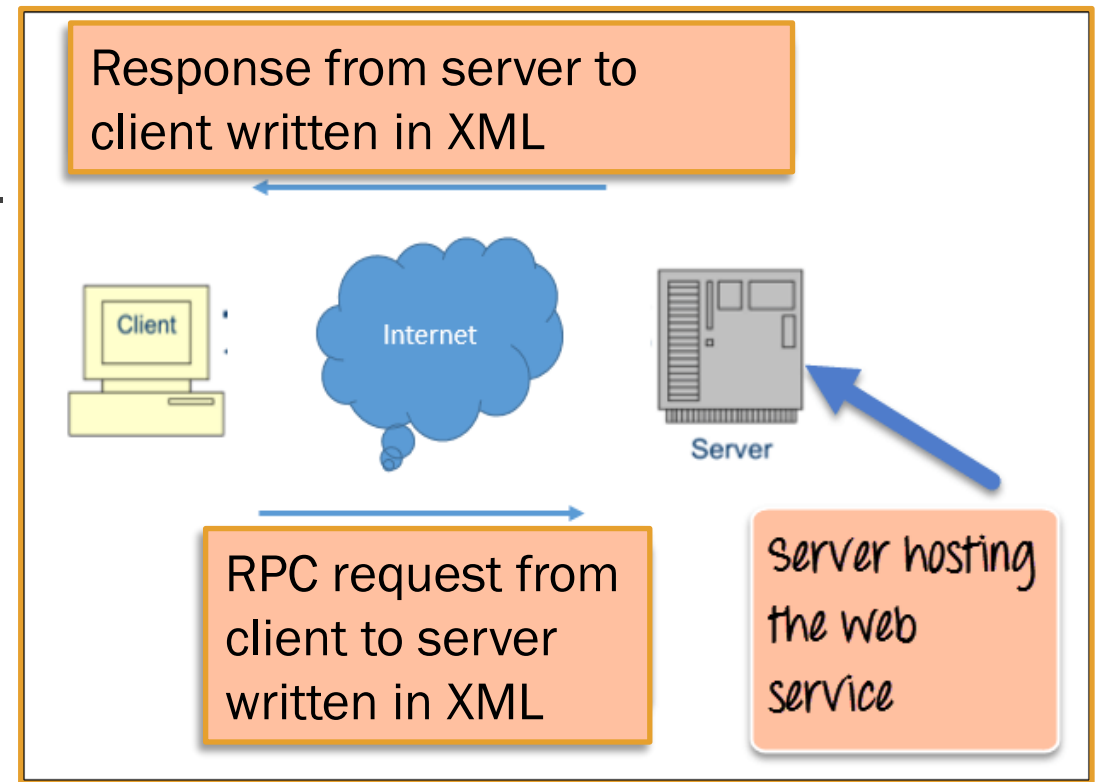 Response from server to
client written in XML
Client
Internet
Server
RPC request from
client to server
written in XML
Server hosting
the web
service